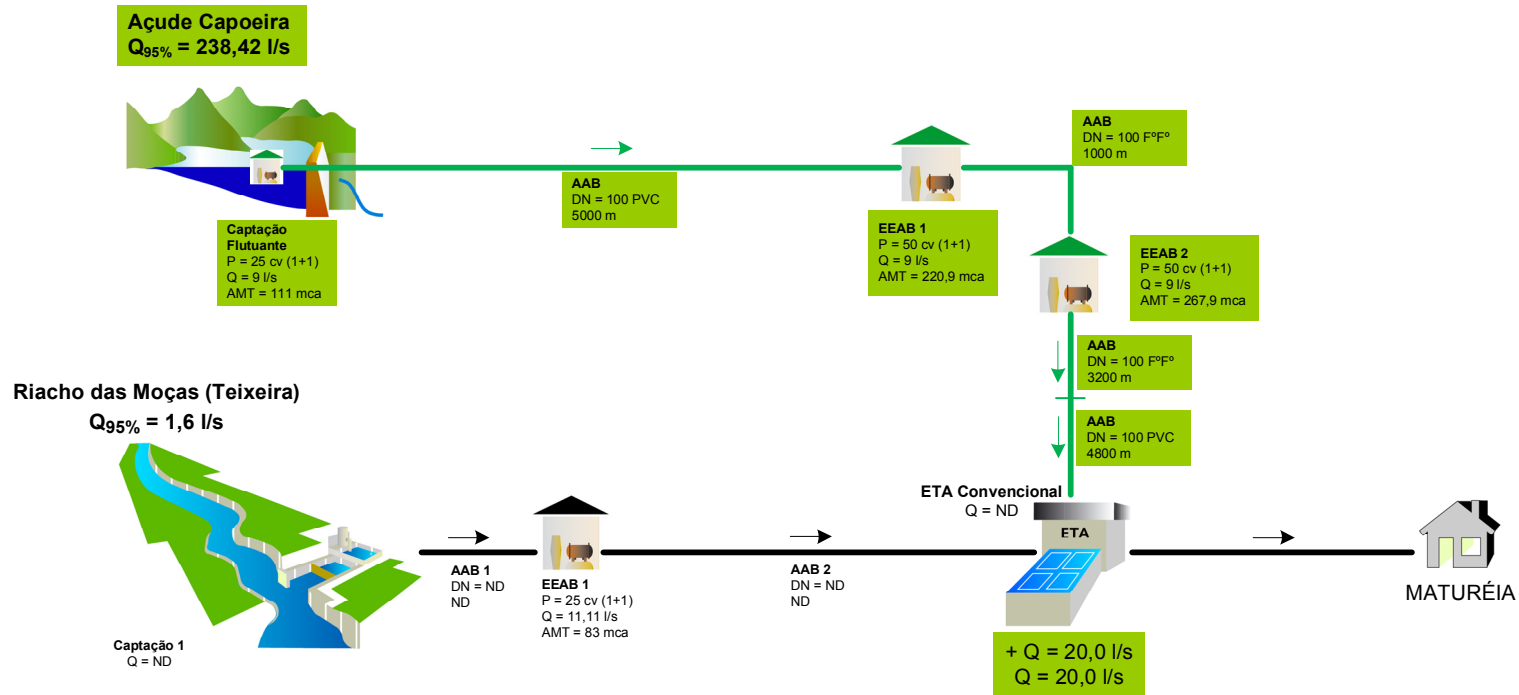 Açude Capoeira
Q95% = 238,42 l/s
AAB
DN = 100 FºFº
1000 m
AAB
DN = 100 PVC
5000 m
Captação
Flutuante
P = 25 cv (1+1)
Q = 9 l/s
AMT = 111 mca
EEAB 1
P = 50 cv (1+1)
Q = 9 l/s
AMT = 220,9 mca
EEAB 2
P = 50 cv (1+1)
Q = 9 l/s
AMT = 267,9 mca
AAB
DN = 100 FºFº
3200 m
AAB
DN = 100 PVC
4800 m
Riacho das Moças (Teixeira)
Q95% = 1,6 l/s
Captação 1
Q = ND
AAB 1
DN = ND
ND
EEAB 1
P = 25 cv (1+1)
Q = 11,11 l/s
AMT = 83 mca
AAB 2
DN = ND
ND
ETA Convencional
Q = ND
ETA
+ Q = 20,0 l/s
Q = 20,0 l/s
MATURÉIA